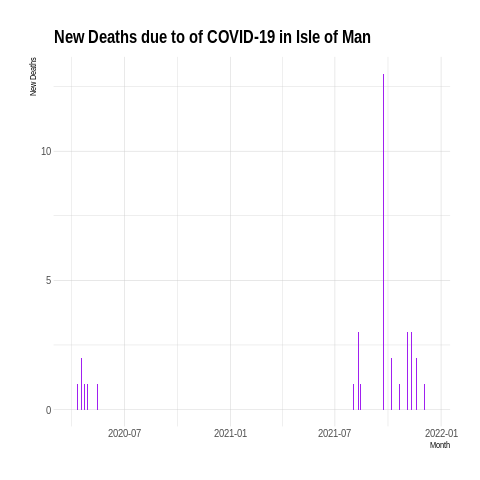 New Deaths due to of COVID-19 in Isle of Man
New Deaths
10
5
0
2020-07 2021-01 2021-07 2022-01
Month